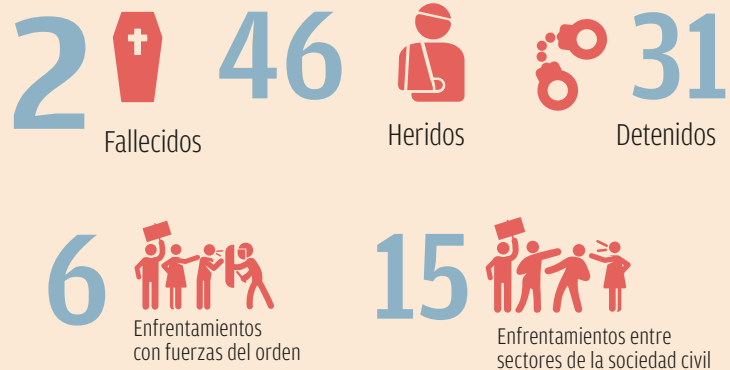 2
Fallecidos
46
Heridos
31
Detenidos
6
Enfrentamientos
con fuerzas del orden
15
Enfrentamientos entre
sectores de la sociedad civil